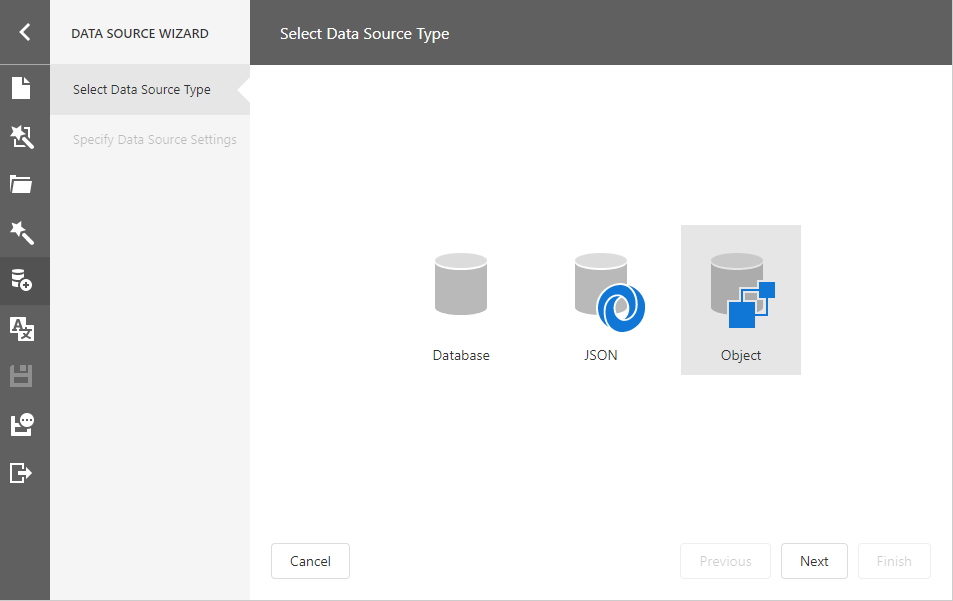 DATA SOURCE WIZARD
Select Data Source Type
Select Data Source Type
Specify Data Source Settings
Database
JSON
Object
Cancel
Previous
Next
Finish